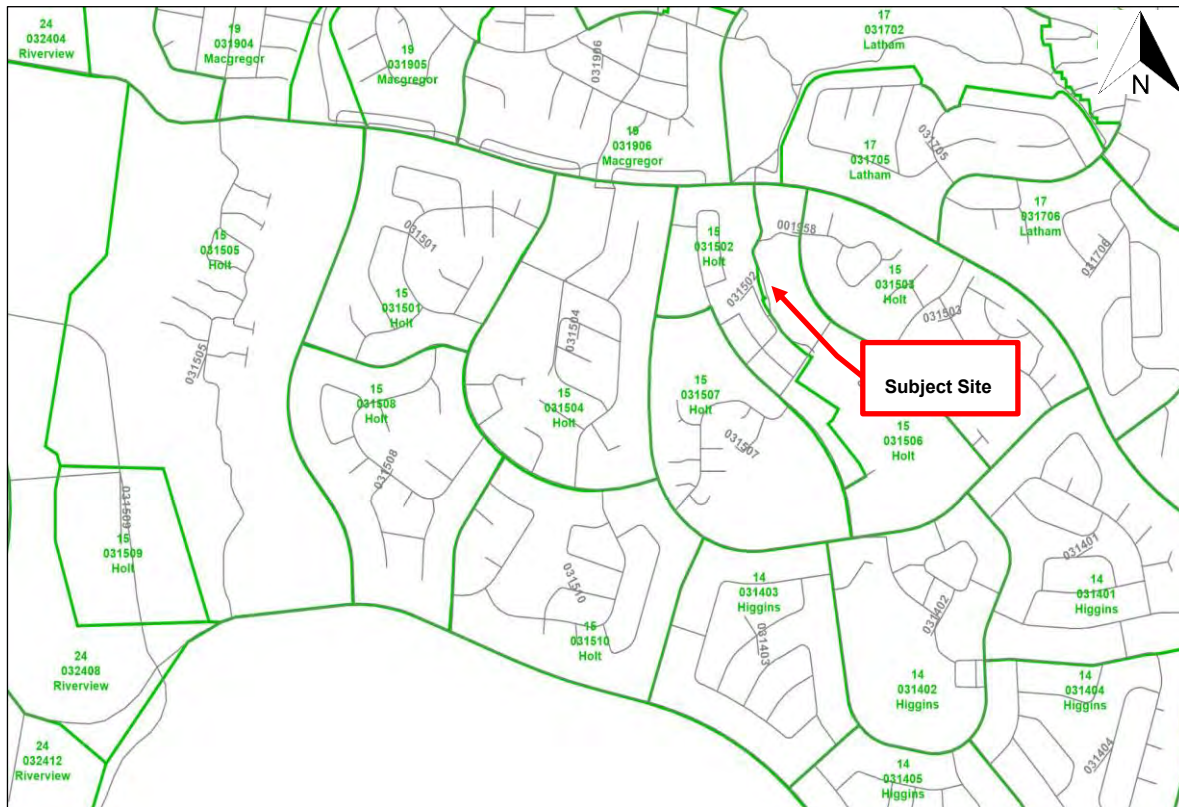 24
032404
Riverview
19
031904
Macgregor
19
031905
Macgregor
031906
19
031906
Macgregor
17
031702
Latham
N
17
031705
Latham
031705
17
031706
Latham
031706
15
031505
Holt
031505
031501
15
031501
Holt
15
031502
Holt
031502
001958
15
031503
Holt
031503
031504
15
031504
Holt
15
031508
Holt
031508
15
031507
Holt
031507
Subject Site
15
031506
Holt
031509
15
031509
Holt
031510
15
031510
Holt
14
031403
Higgins
031403
031402
14
031402
Higgins
031401
14
031401
Higgins
14
031404
Higgins
031404
14
031405
Higgins
24
032408
Riverview
24
032412
Riverview